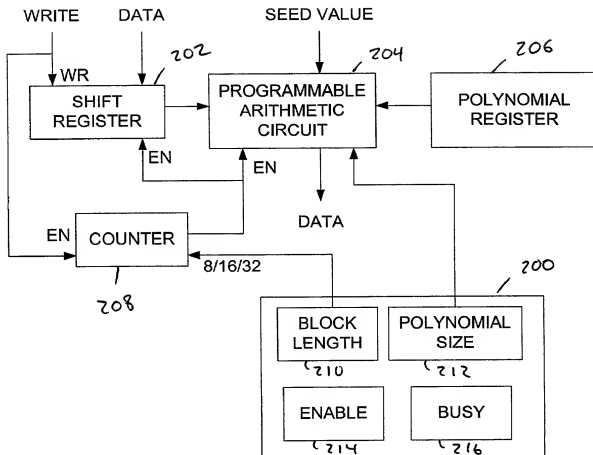 WRITE DATA SEED VALUE
202 204 206
WR
SHIFT
REGISTER
PROGRAMMABLE
ARITHMETIC
CIRCUIT
POLYNOMIAL
REGISTER
EN EN
DATA
EN COUNTER
8/16/32
208
200
BLOCK
LENGTH
POLYNOMIAL
SIZE
210 212
ENABLE BUSY
214 216